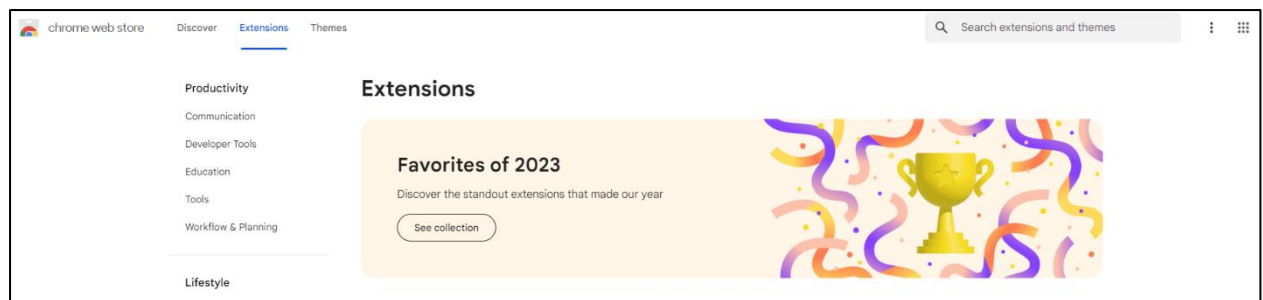 chrome web store
Discover
Extensions
Themes
Search extensions and themes
Productivity
Communication
Developer Tools
Education
Tools
Workflow & Planning
Lifestyle
Extensions
Favorites of 2023
Discover the standout extensions that made our year
See collection